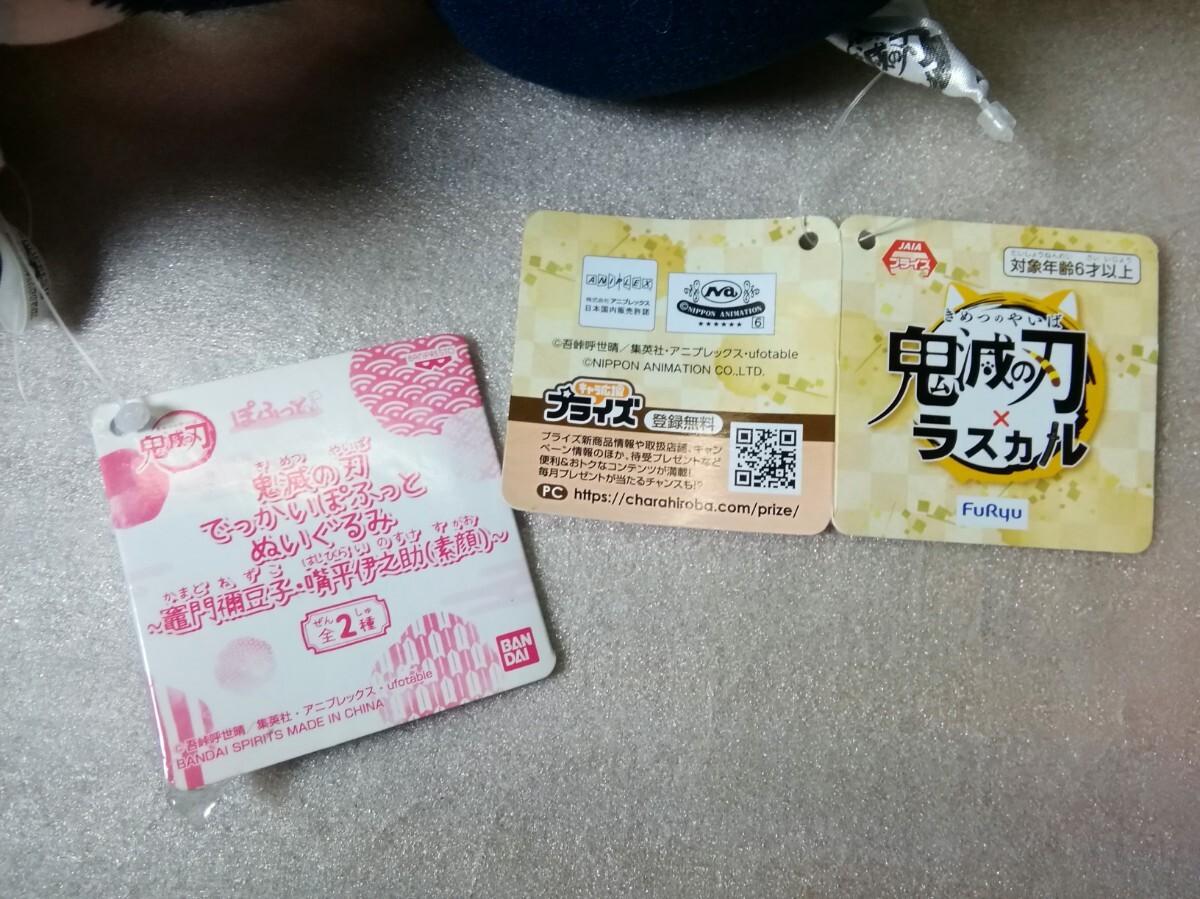 鬼滅の刃
ぽふっと
BANPRESTO
き めつ やいば
鬼滅の刃
でっかいぽふっと
ぬいぐるみ
かまど ね ず こ はしびら い の すけ す がお
~竈門禰豆子・嘴平伊之助(素顔)~
ぜん しゅ
全2種
BAN
DAI
©吾峠呼世晴／集英社・アニプレックス・ufotable
BANDAI SPIRITS MADE IN CHINA
ANIPLEX
株式会社アニプレックス
日本国内販売許諾
Na
©NIPPON ANIMATION
★★★★★★ 6
©吾峠呼世晴／集英社・アニプレックス・ufotable
©NIPPON ANIMATION CO.,LTD.
キャラ広場
プライズ 登録無料
プライズ新商品情報や取扱店舗、キャン
ペーン情報のほか、待受プレゼントなど
便利&おトクなコンテンツが満載!
毎月プレゼントが当たるチャンスも!?
PC https://charahiroba.com/prize/
JAIA
プライズ
たいしょうねんれい さい いじょう
対象年齢6才以上
きめつのやいば
鬼滅の刃
×
ラスカル
FuRyu
滅の刃